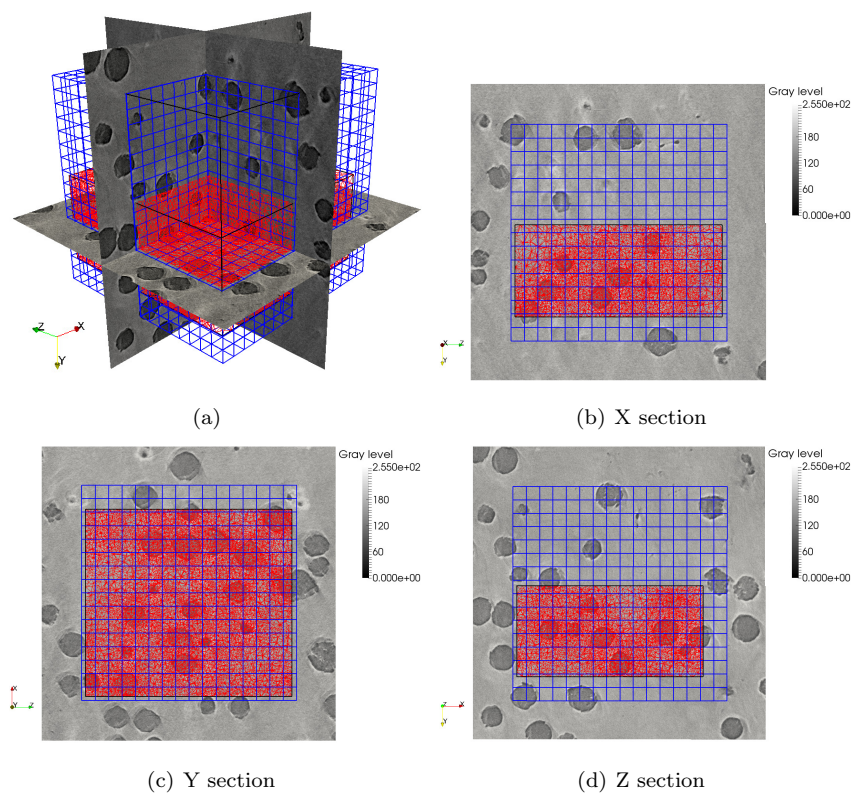 Z
X
Y
(a)
Gray level
2.550e+02
180
120
60
0.000e+00
X
Z
Y
(b) X section
Gray level
2.550e+02
180
120
60
0.000e+00
X
Y
Z
(c) Y section
Gray level
2.550e+02
180
120
60
0.000e+00
Z
X
Y
(d) Z section